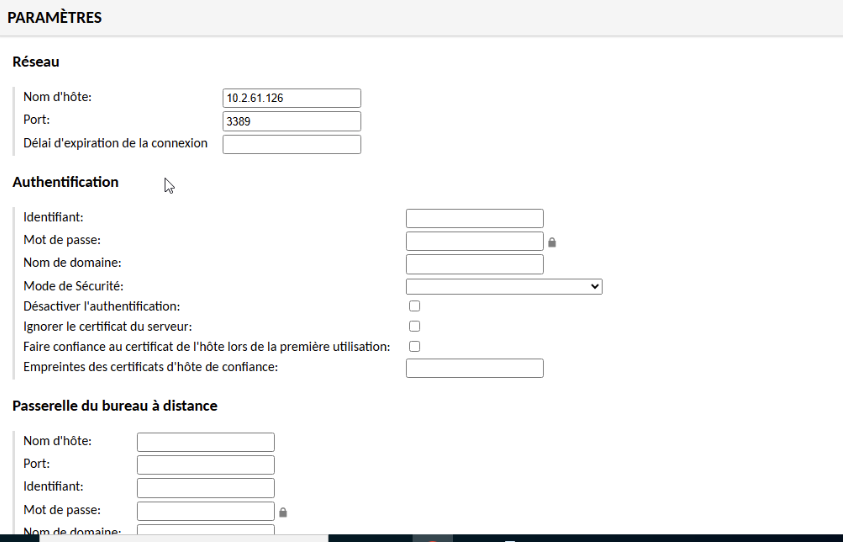 PARAMÈTRES
Réseau
Nom d'hôte: 10.2.61.126
Port: 3389
Délai d'expiration de la connexion
Authentification
Identifiant:
Mot de passe:
Nom de domaine:
Mode de Sécurité:
Désactiver l'authentification:
Ignorer le certificat du serveur:
Faire confiance au certificat de l'hôte lors de la première utilisation:
Empreintes des certificats d'hôte de confiance:
Passerelle du bureau à distance
Nom d'hôte:
Port:
Identifiant:
Mot de passe:
Nom de domaine: